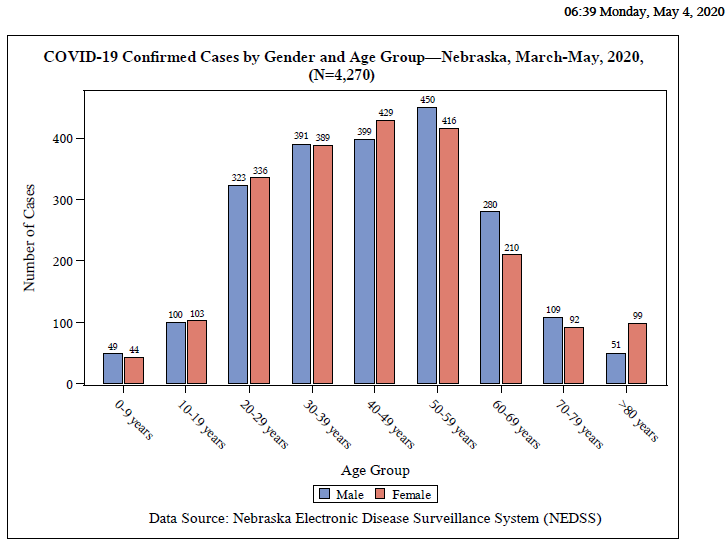 06:39 Monday, May 4, 2020
COVID-19 Confirmed Cases by Gender and Age Group—Nebraska, March-May, 2020,
(N=4,270)
Number of Cases
400
300
200
100
0
49 44
100 103
323 336
391 389
399 429
450 416
280 210
109 92
51 99
0-9 years
10-19 years
20-29 years
30-39 years
40-49 years
50-59 years
60-69 years
70-79 years
>80 years
Age Group
Male Female
Data Source: Nebraska Electronic Disease Surveillance System (NEDSS)